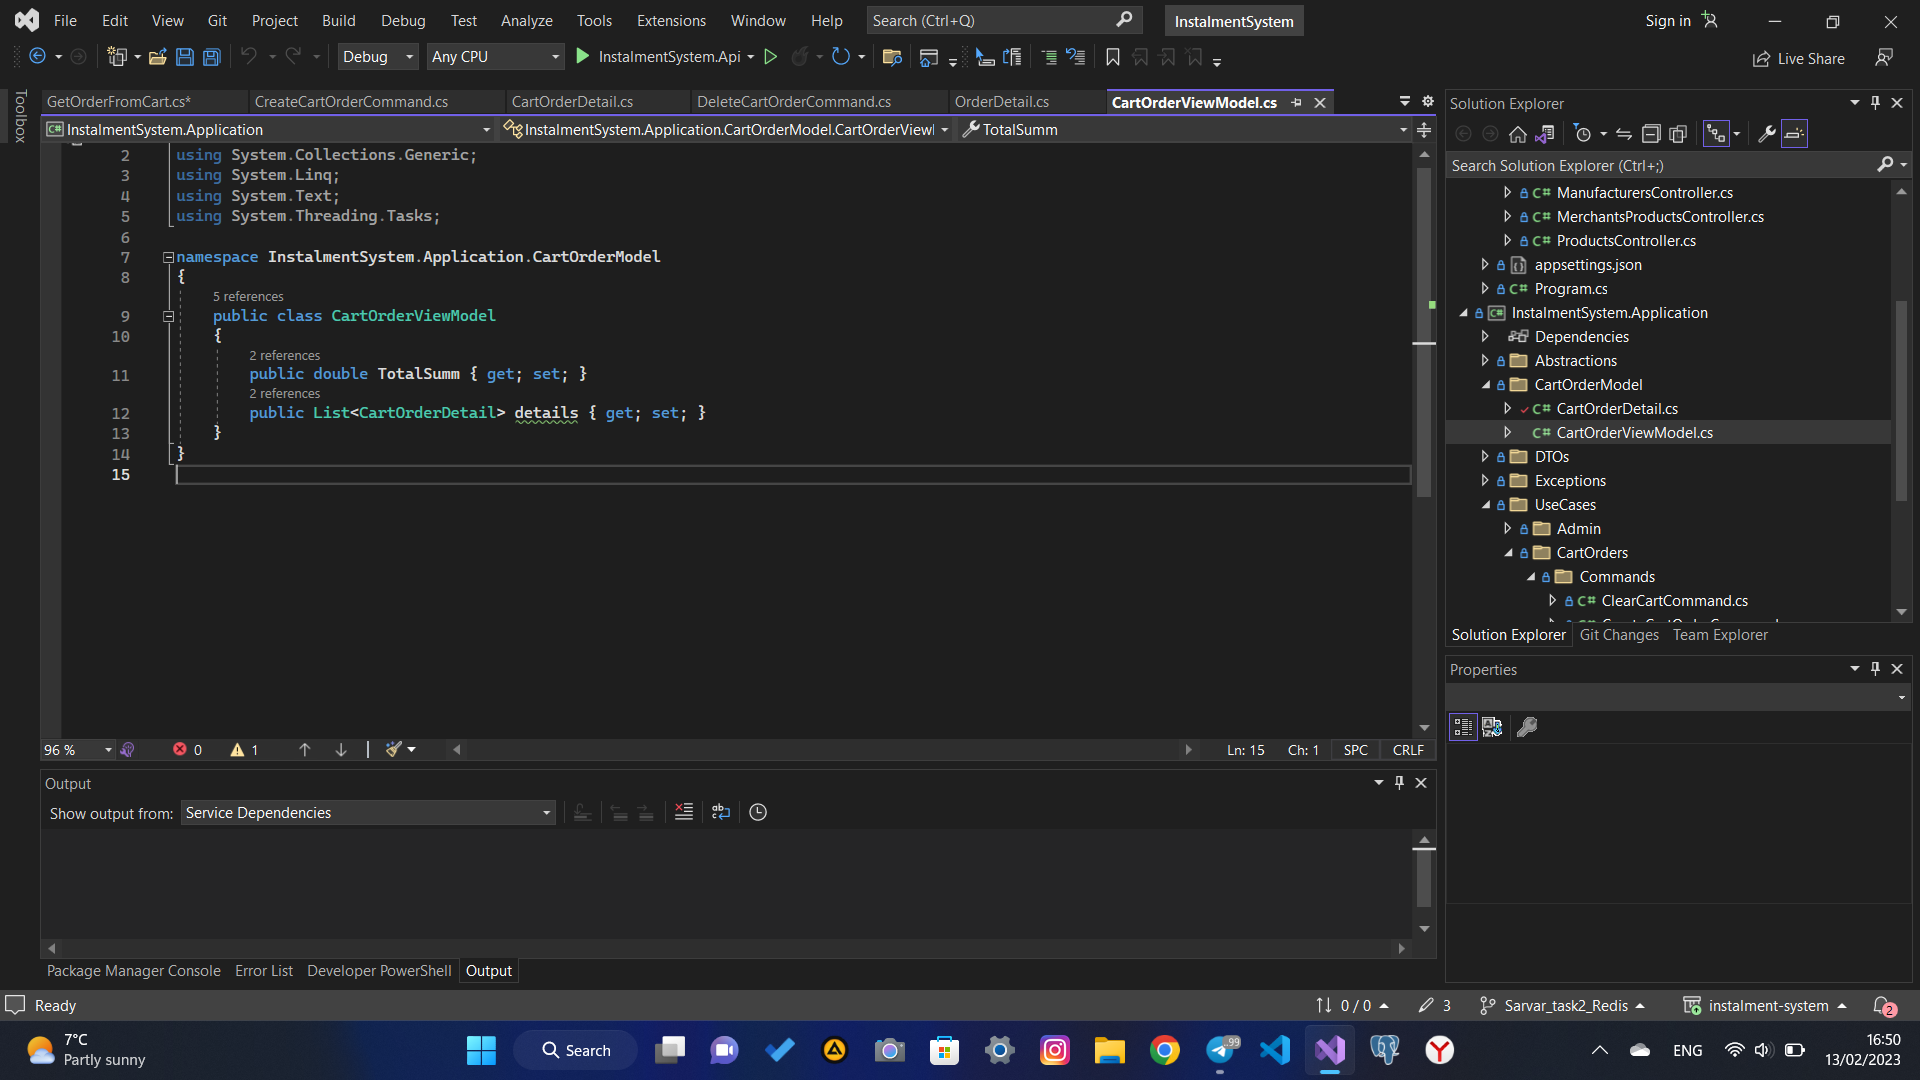 File Edit View Git Project Build Debug Test Analyze Tools Extensions Window Help Search (Ctrl+Q) InstalmentSystem Sign in
Debug Any CPU InstalmentSystem.Api Live Share
Toolbox
GetOrderFromCart.cs* CreateCartOrderCommand.cs CartOrderDetail.cs DeleteCartOrderCommand.cs OrderDetail.cs CartOrderViewModel.cs
InstalmentSystem.Application InstalmentSystem.Application.CartOrderModel.CartOrderViewM TotalSumm
2 using System.Collections.Generic;
3 using System.Linq;
4 using System.Text;
5 using System.Threading.Tasks;
6
7 namespace InstalmentSystem.Application.CartOrderModel
8 {
5 references
9 public class CartOrderViewModel
10 {
2 references
11 public double TotalSumm { get; set; }
2 references
12 public List<CartOrderDetail> details { get; set; }
13 }
14 }
15
96 % 0 1 Ln: 15 Ch: 1 SPC CRLF
Output
Show output from: Service Dependencies
Package Manager Console Error List Developer PowerShell Output
Solution Explorer
Search Solution Explorer (Ctrl+;)
C# ManufacturersController.cs
C# MerchantsProductsController.cs
C# ProductsController.cs
appsettings.json
C# Program.cs
C# InstalmentSystem.Application
Dependencies
Abstractions
CartOrderModel
C# CartOrderDetail.cs
C# CartOrderViewModel.cs
DTOs
Exceptions
UseCases
Admin
CartOrders
Commands
C# ClearCartCommand.cs
Solution Explorer Git Changes Team Explorer
Properties
Ready 0 / 0 3 Sarvar_task2_Redis instalment-system 2
7°C
Partly sunny
Search 99 ENG 16:50
13/02/2023